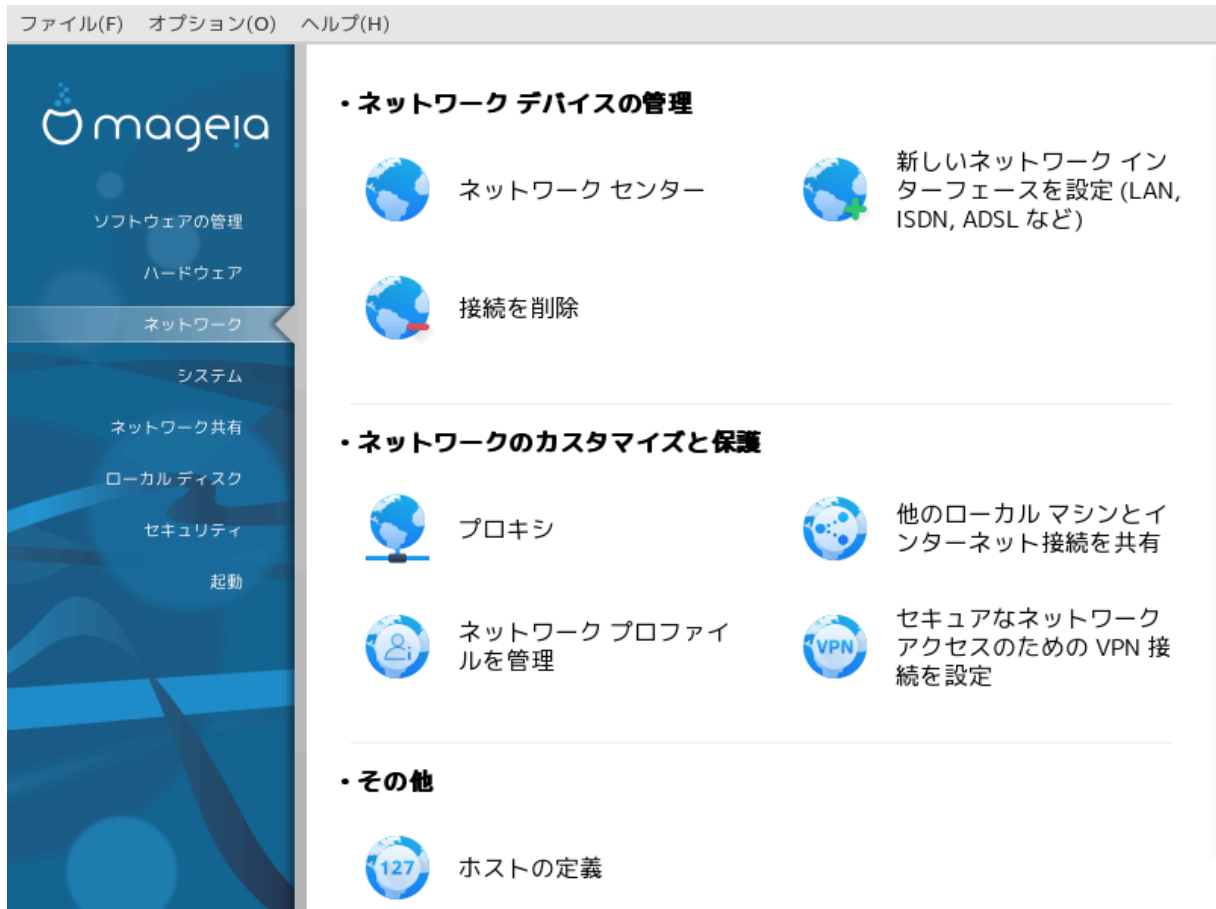 ファイル(F) オプション(O) ヘルプ(H)
mageia
ソフトウェアの管理
ハードウェア
ネットワーク
システム
ネットワーク共有
ローカル ディスク
セキュリティ
起動
・ネットワーク デバイスの管理
ネットワーク センター
新しいネットワーク イン
ターフェースを設定 (LAN,
ISDN, ADSL など)
接続を削除
・ネットワークのカスタマイズと保護
プロキシ
他のローカル マシンとイ
ンターネット接続を共有
ネットワーク プロファイ
ルを管理
VPN
セキュアなネットワーク
アクセスのための VPN 接
続を設定
・その他
127
ホストの定義